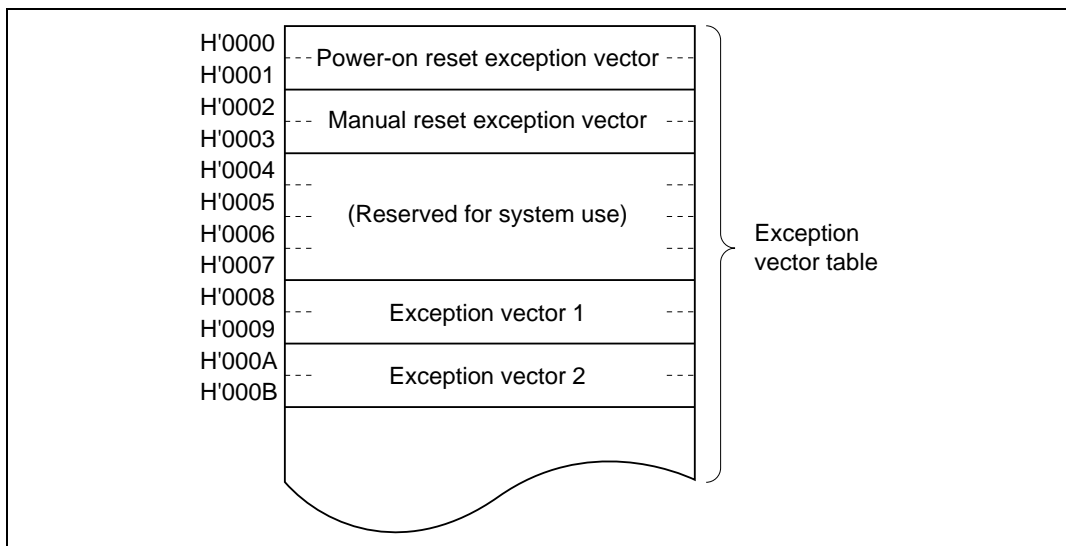 H'0000
Power-on reset exception vector
H'0001
H'0002
Manual reset exception vector
H'0003
H'0004
H'0005
(Reserved for system use)
H'0006
H'0007
Exception
vector table
H'0008
Exception vector 1
H'0009
H'000A
Exception vector 2
H'000B